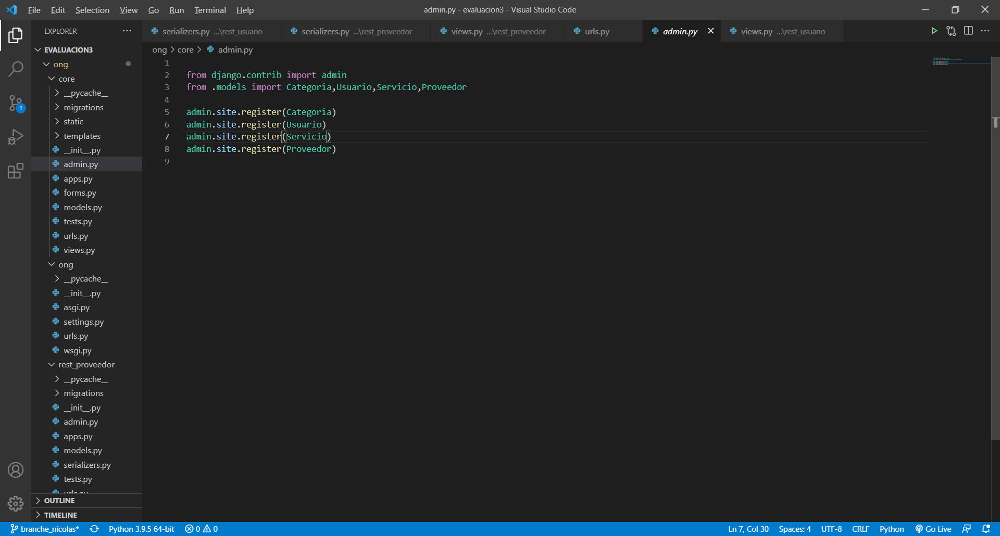 File Edit Selection View Go Run Terminal Help
admin.py - evaluacion3 - Visual Studio Code
EXPLORER
serializers.py ...\rest_usuario
serializers.py ...\rest_proveedor
views.py ...\rest_proveedor
urls.py
admin.py
views.py ...\rest_usuario
EVALUACION3
ong
core
__pycache__
migrations
static
templates
__init__.py
admin.py
apps.py
forms.py
models.py
tests.py
urls.py
views.py
ong
__pycache__
__init__.py
asgi.py
settings.py
urls.py
wsgi.py
rest_proveedor
__pycache__
migrations
__init__.py
admin.py
apps.py
models.py
serializers.py
tests.py
urls.py
OUTLINE
TIMELINE
1
ong > core > admin.py
1
2 from django.contrib import admin
3 from .models import Categoria,Usuario,Servicio,Proveedor
4
5 admin.site.register(Categoria)
6 admin.site.register(Usuario)
7 admin.site.register(Servicio)
8 admin.site.register(Proveedor)
9
branche_nicolas* Python 3.9.5 64-bit 0 0
Ln 7, Col 30 Spaces: 4 UTF-8 CRLF Python Go Live